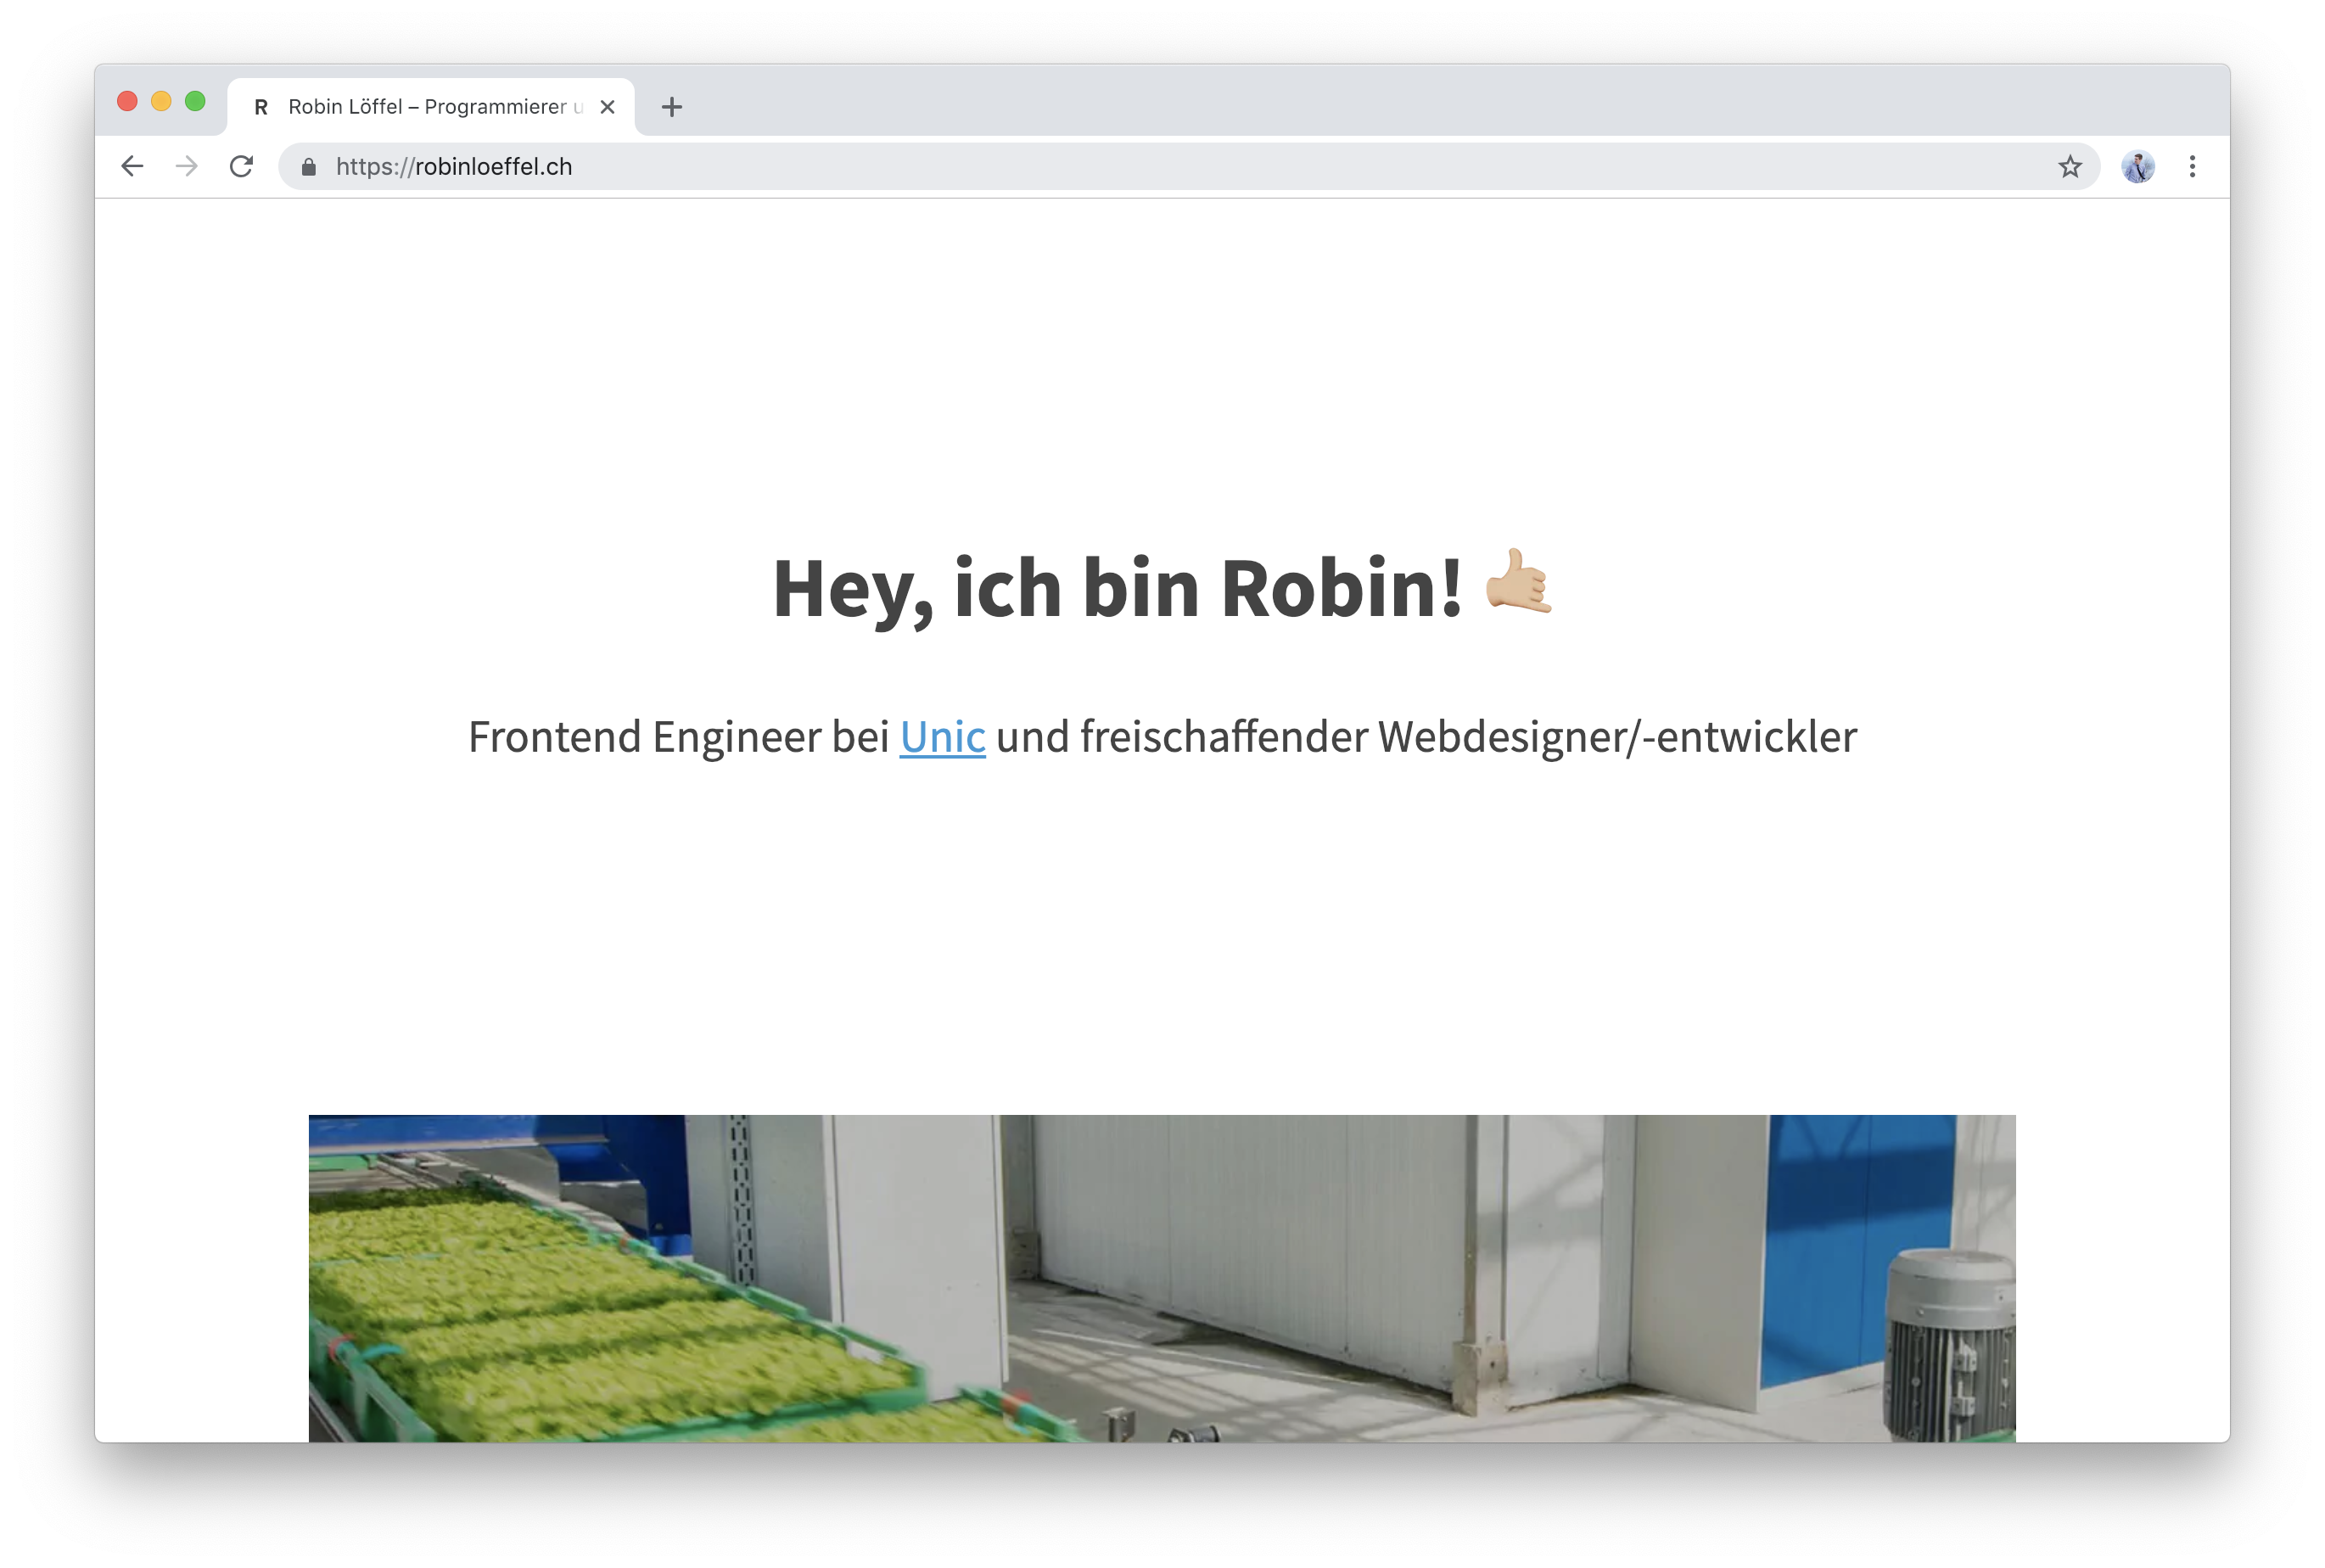 R Robin Löffel – Programmierer u
https://robinloeffel.ch
Hey, ich bin Robin! 🤙🏼
Frontend Engineer bei Unic und freischaffender Webdesigner/-entwickler